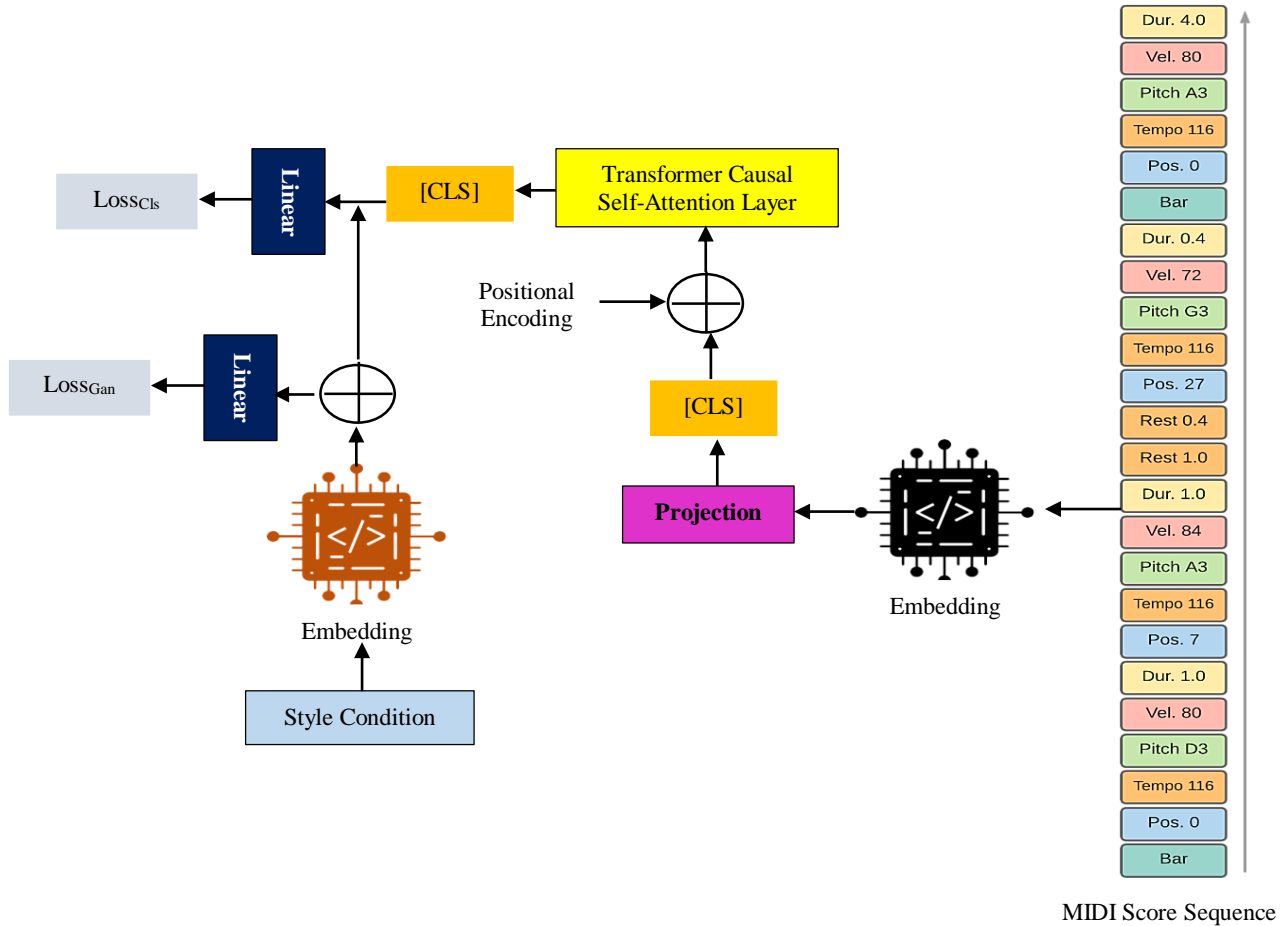 Dur. 4.0
Vel. 80
Pitch A3
Tempo 116
Pos. 0
Bar
Dur. 0.4
Vel. 72
Pitch G3
Tempo 116
Pos. 27
Rest 0.4
Rest 1.0
Dur. 1.0
Vel. 84
Pitch A3
Tempo 116
Pos. 7
Dur. 1.0
Vel. 80
Pitch D3
Tempo 116
Pos. 0
Bar
MIDI Score Sequence
Transformer Causal
Self-Attention Layer
[CLS]
Linear
LossCls
Positional
Encoding
[CLS]
Linear
LossGan
Projection
</>
Embedding
</>
Embedding
Style Condition